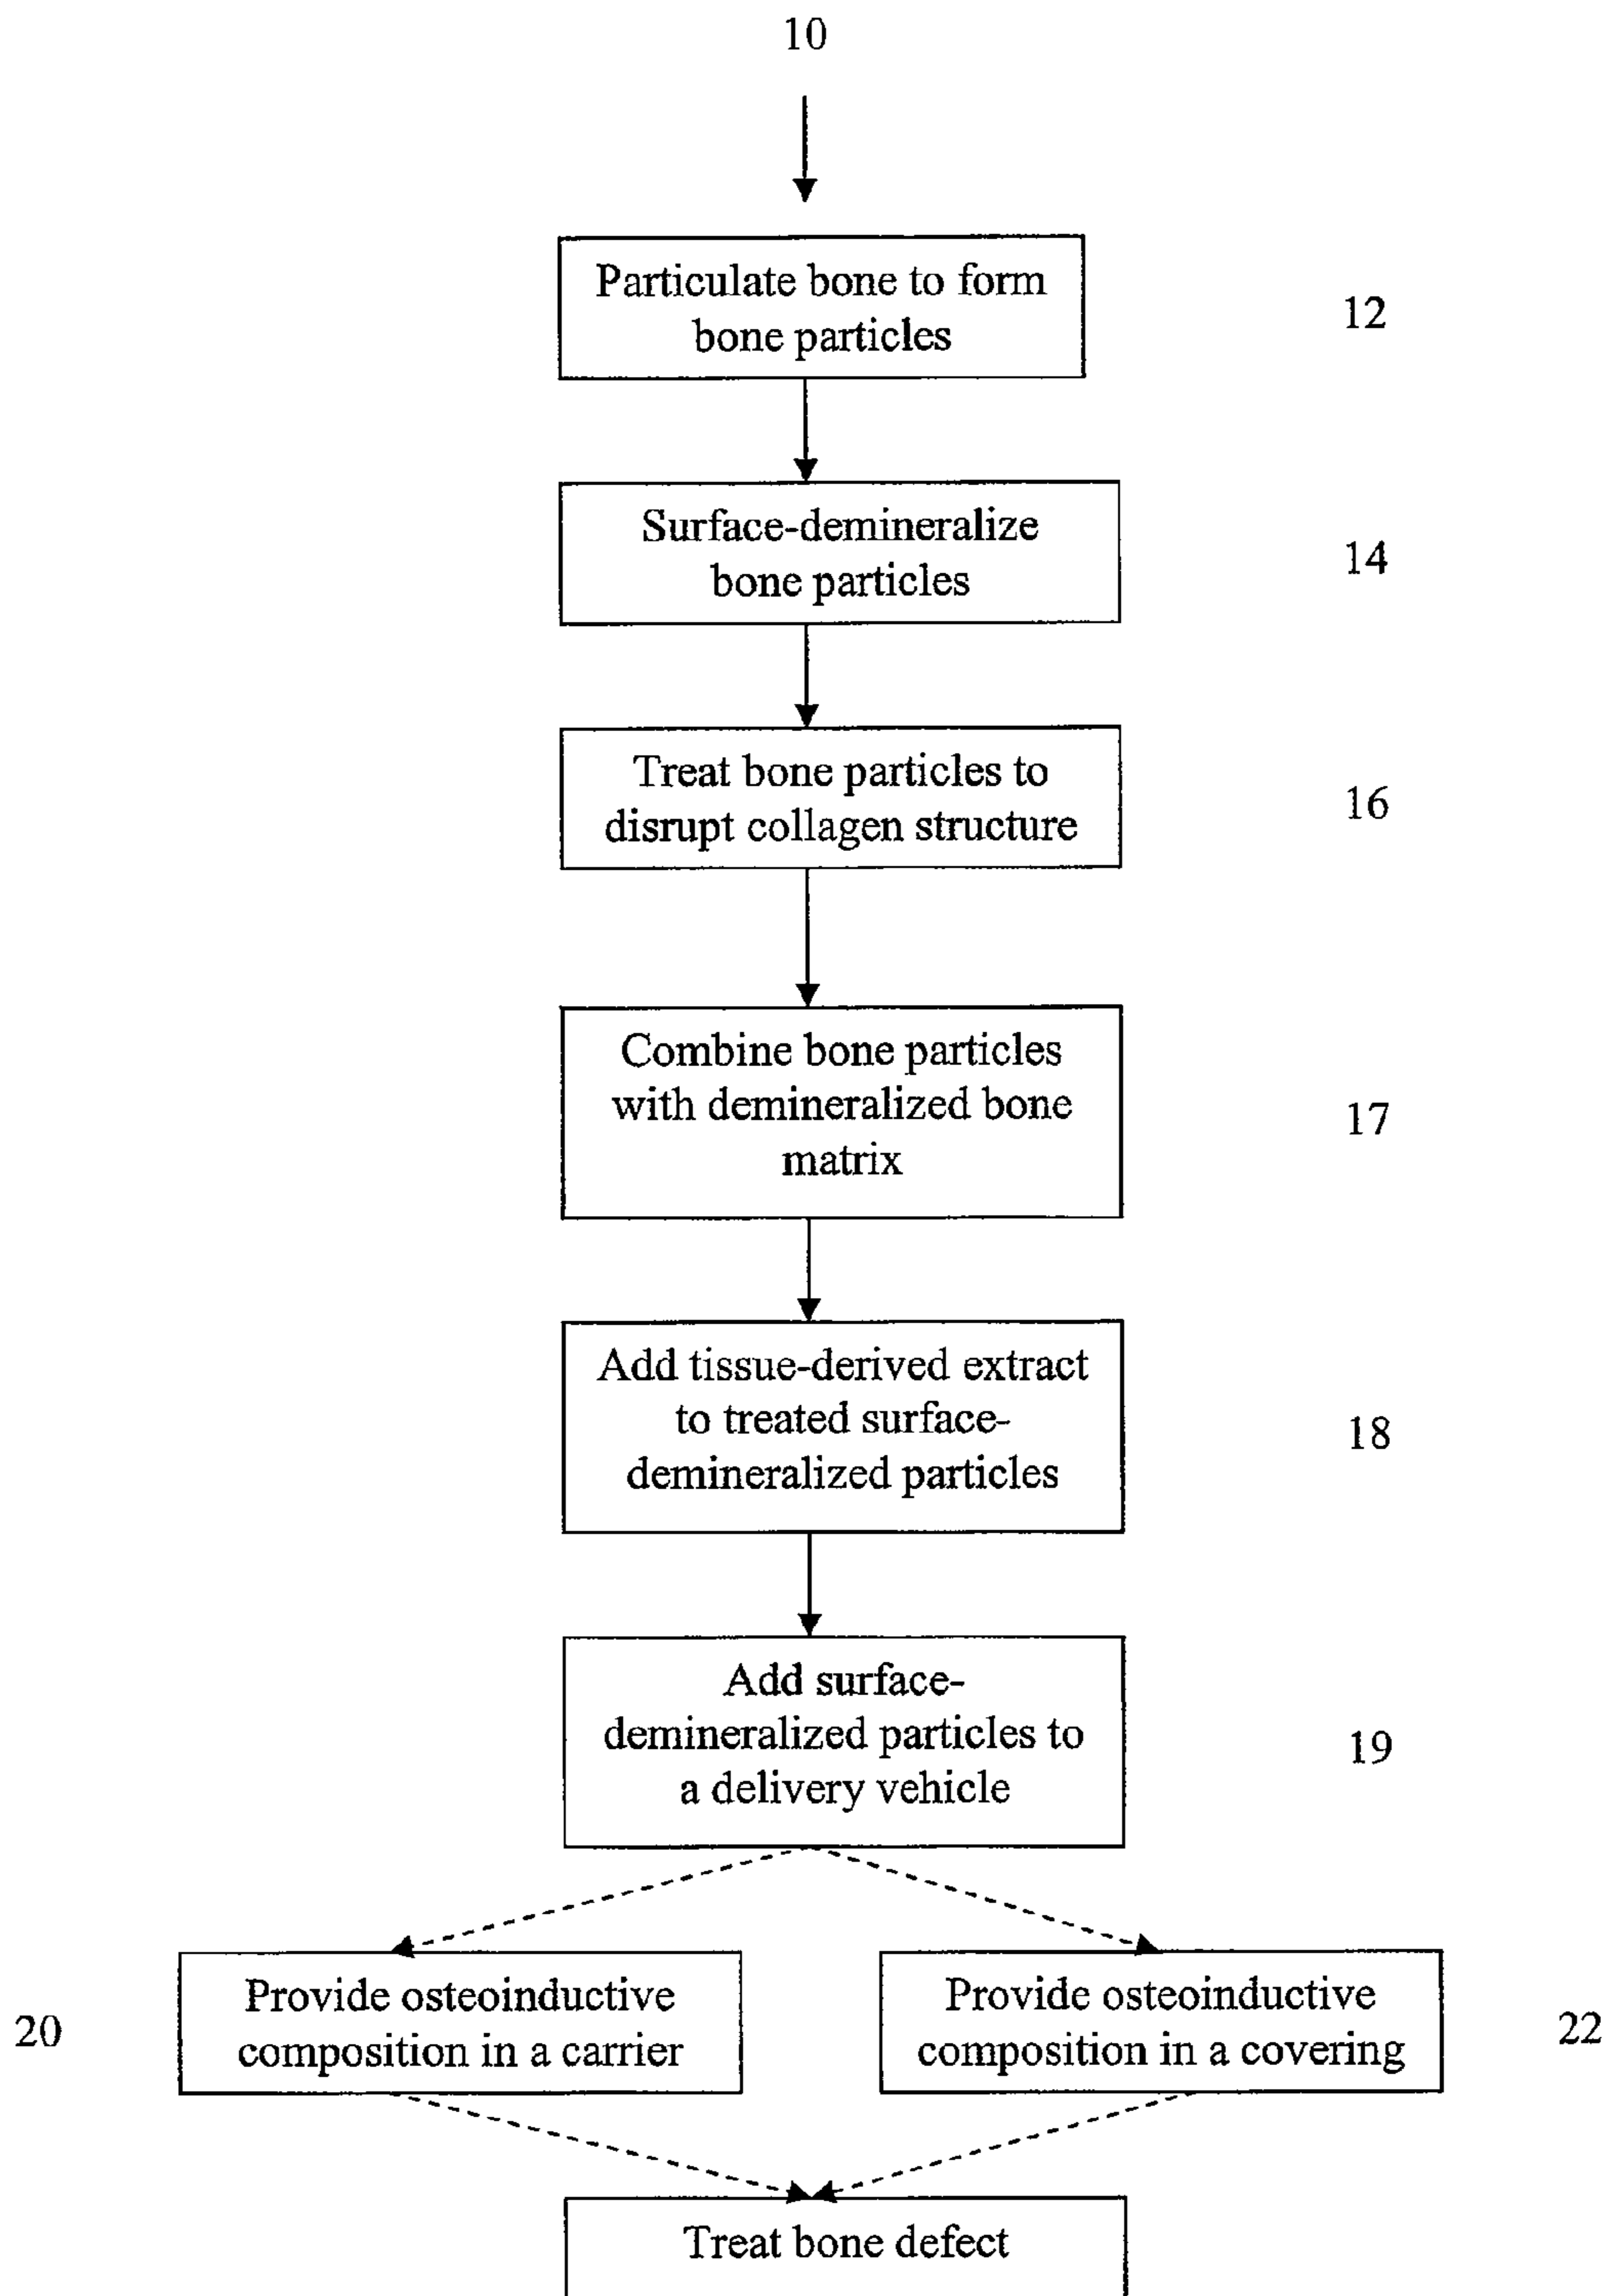 10
Particulate bone to form
bone particles
12
Surface-demineralize
bone particles
14
Treat bone particles to
disrupt collagen structure
16
Combine bone particles
with demineralized bone
matrix
17
Add tissue-derived extract
to treated surface-
demineralized particles
18
Add surface-
demineralized particles to
a delivery vehicle
19
20
Provide osteoinductive
composition in a carrier
Provide osteoinductive
composition in a covering
22
Treat bone defect